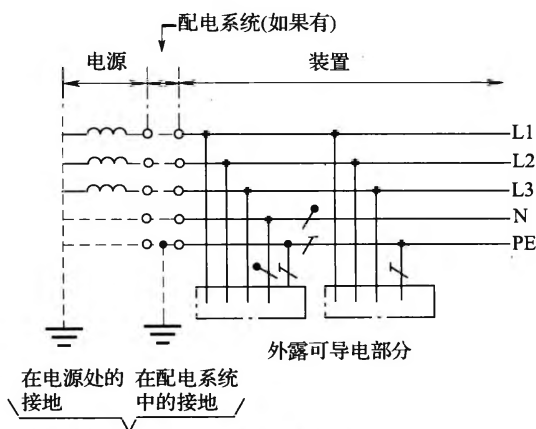 配电系统(如果有)
电源
装置
L1
L2
L3
N
PE
外露可导电部分
在电源处的
接地
在配电系统
中的接地